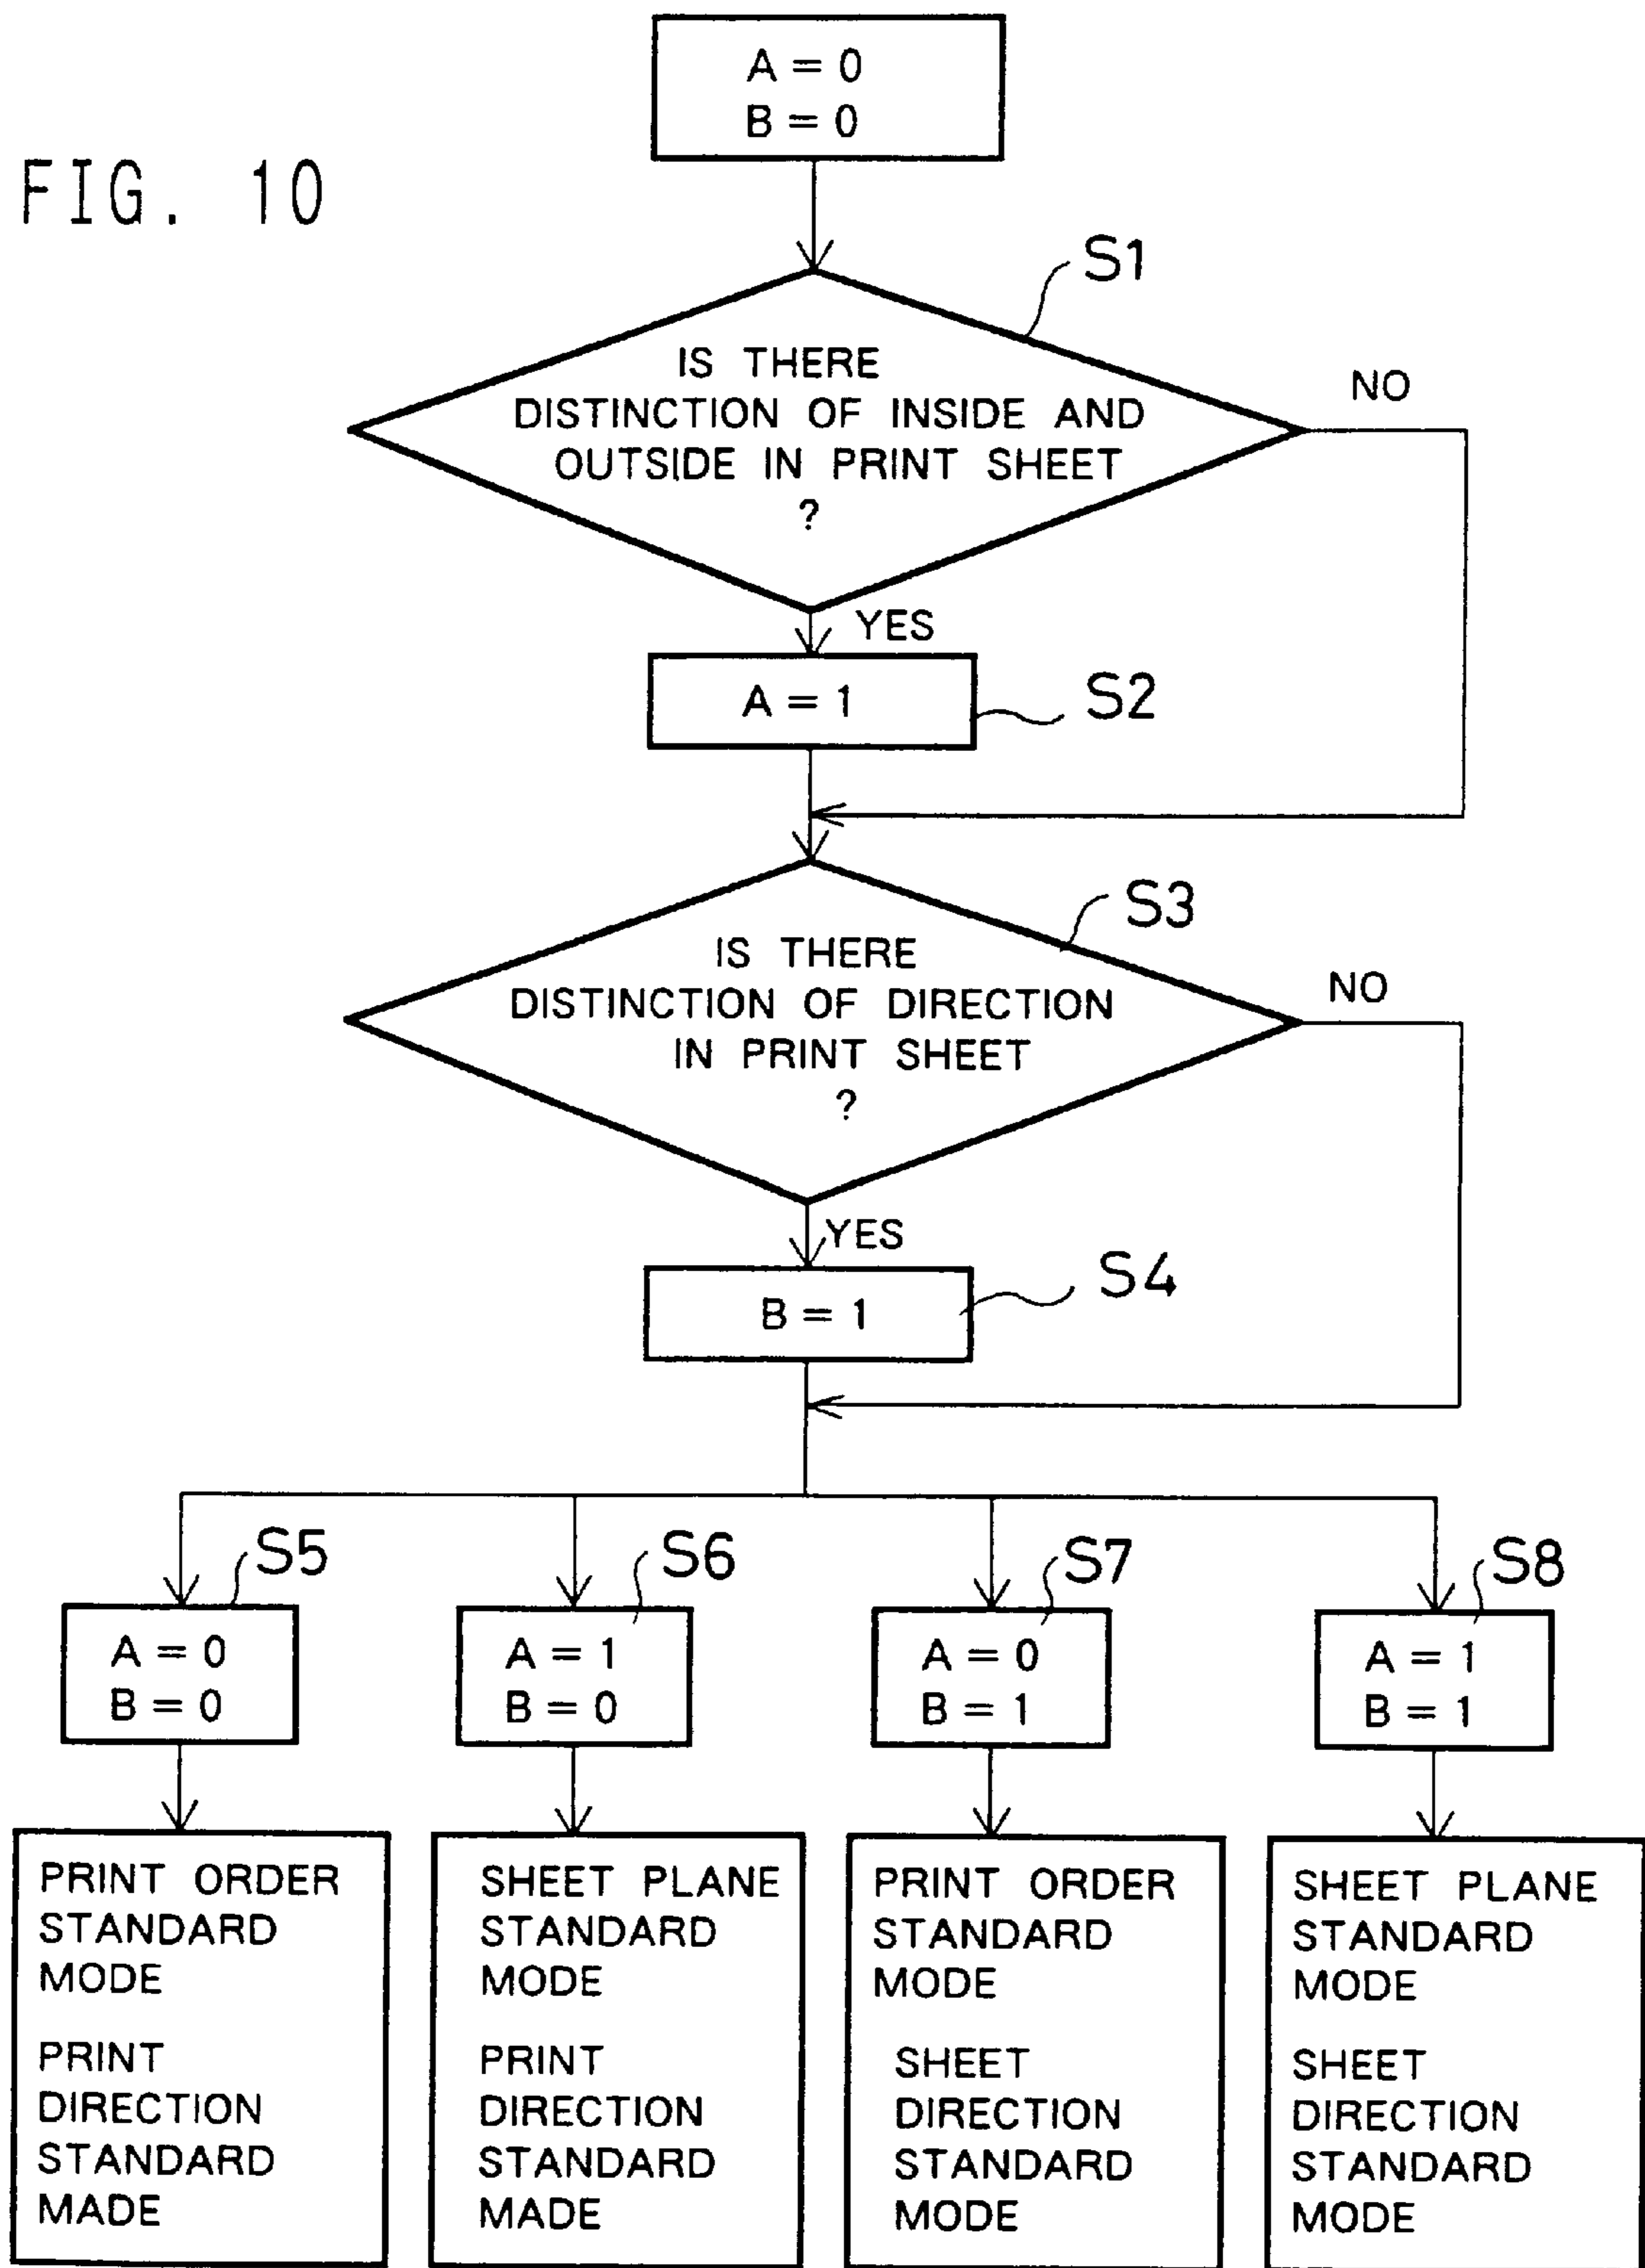 FIG. 10
A = 0
B = 0
S1
IS THERE
DISTINCTION OF INSIDE AND
OUTSIDE IN PRINT SHEET
?
NO
YES
A = 1
S2
S3
IS THERE
DISTINCTION OF DIRECTION
IN PRINT SHEET
?
NO
YES
B = 1
S4
S5
A = 0
B = 0
S6
A = 1
B = 0
S7
A = 0
B = 1
S8
A = 1
B = 1
PRINT ORDER
STANDARD
MODE
PRINT
DIRECTION
STANDARD
MADE
SHEET PLANE
STANDARD
MODE
PRINT
DIRECTION
STANDARD
MADE
PRINT ORDER
STANDARD
MODE
SHEET
DIRECTION
STANDARD
MODE
SHEET PLANE
STANDARD
MODE
SHEET
DIRECTION
STANDARD
MODE